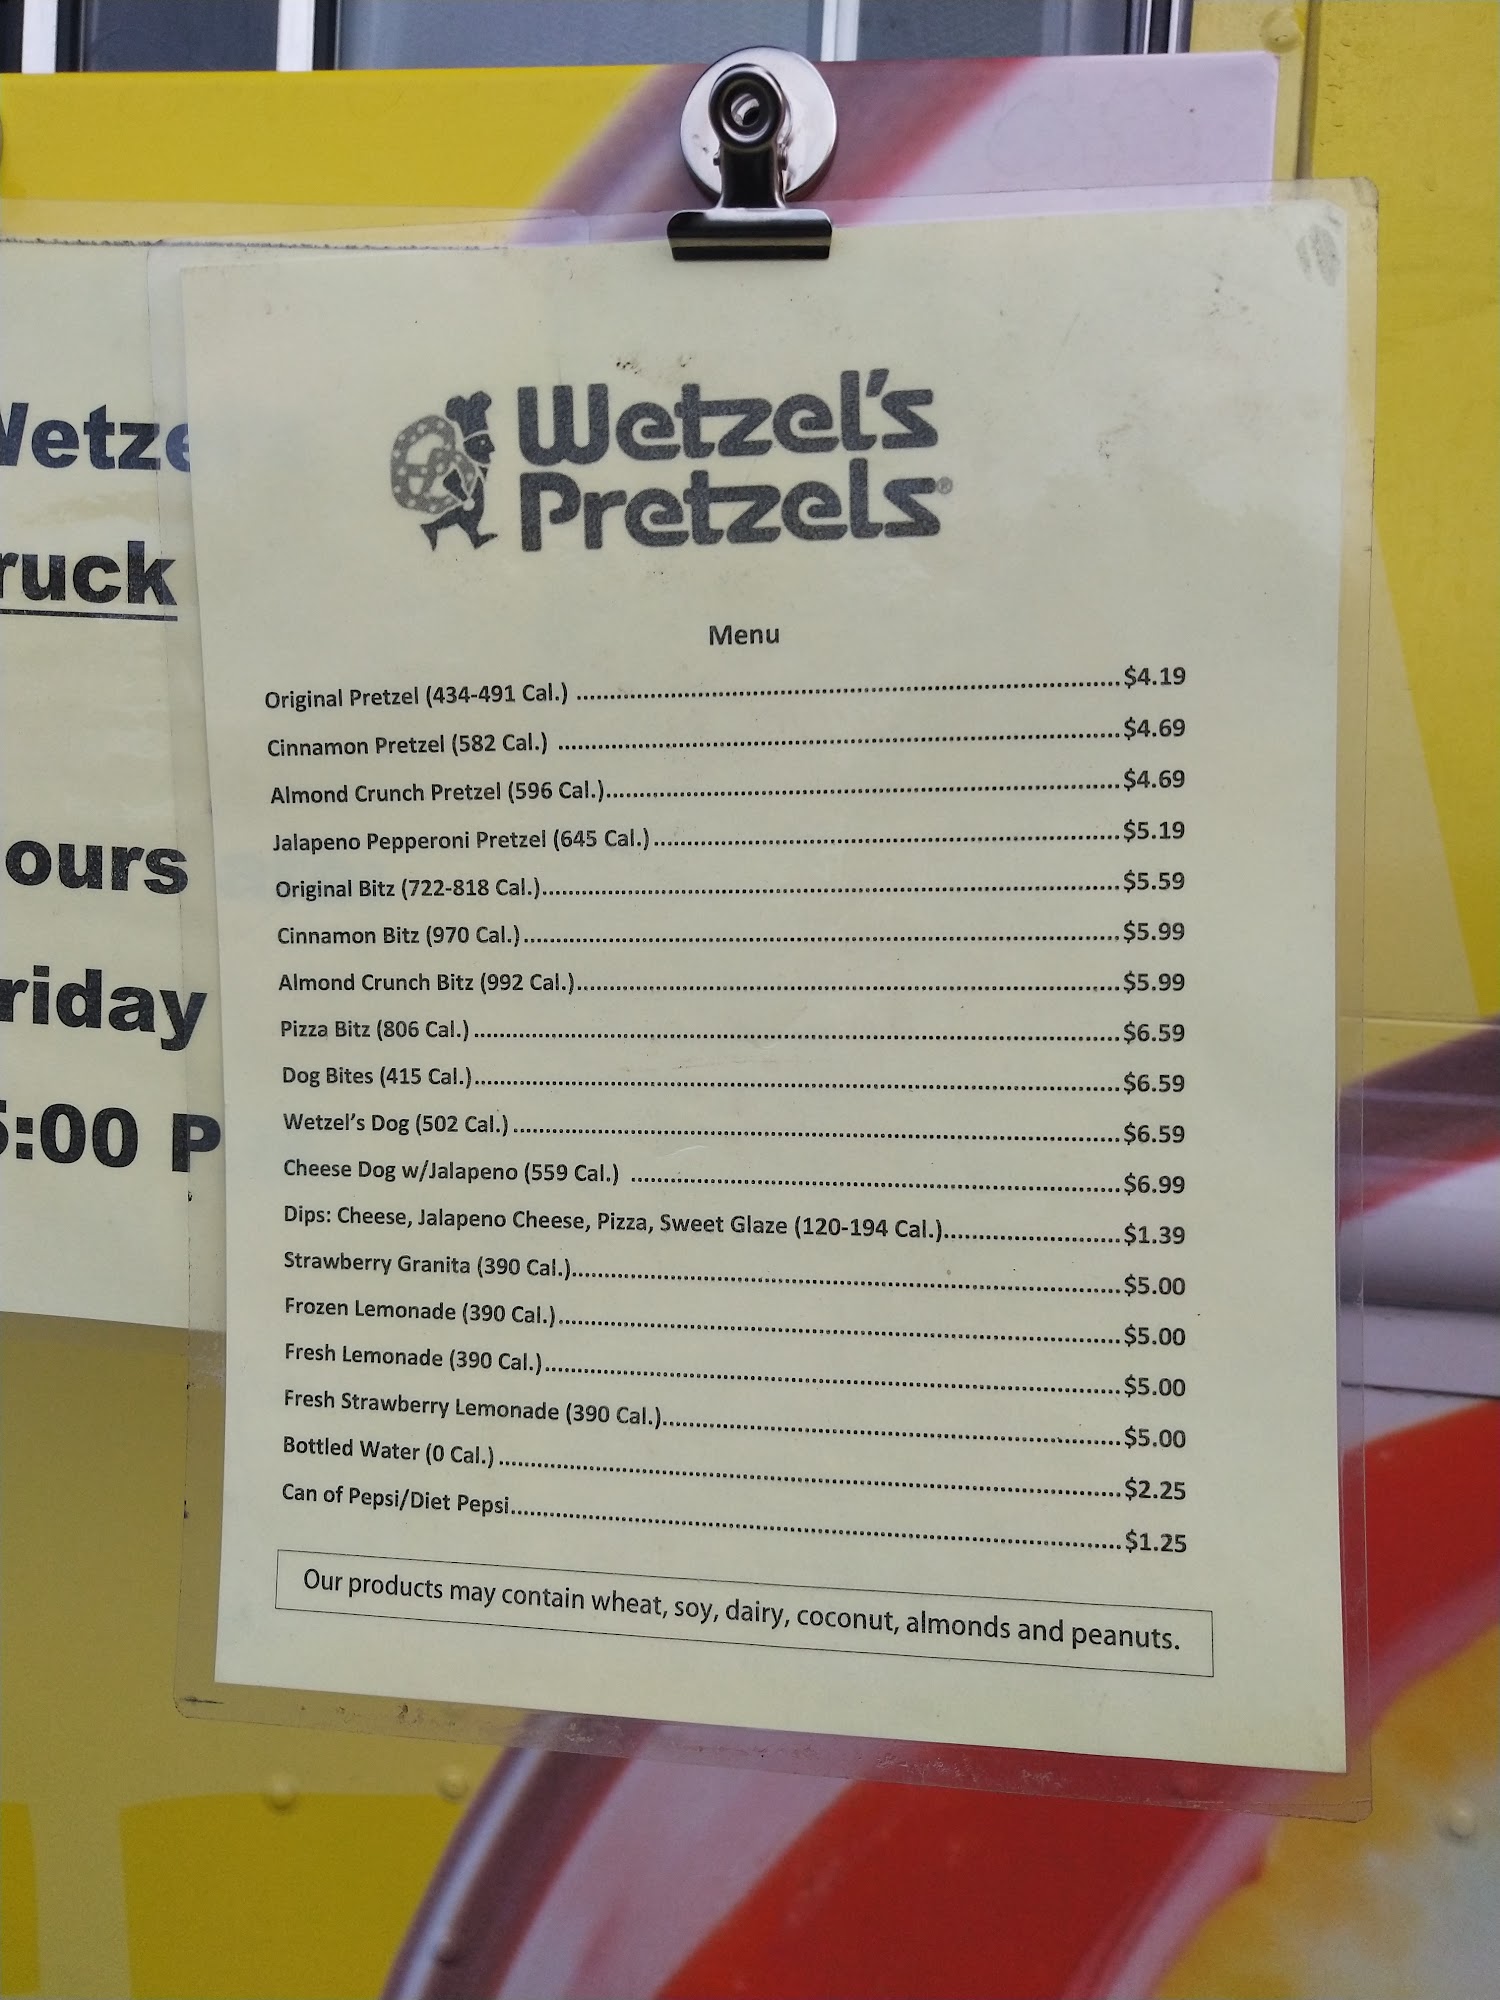 Wetzel's
Pretzels®
Menu
Original Pretzel (434-491 Cal.) ........ $4.19
Cinnamon Pretzel (582 Cal.) ........ $4.69
Almond Crunch Pretzel (596 Cal.)........ $4.69
Jalapeno Pepperoni Pretzel (645 Cal.)........ $5.19
Original Bitz (722-818 Cal.)........ $5.59
Cinnamon Bitz (970 Cal.)........ $5.99
Almond Crunch Bitz (992 Cal.)........ $5.99
Pizza Bitz (806 Cal.)........ $6.59
Dog Bites (415 Cal.)........ $6.59
Wetzel's Dog (502 Cal.)........ $6.59
Cheese Dog w/Jalapeno (559 Cal.) ........ $6.99
Dips: Cheese, Jalapeno Cheese, Pizza, Sweet Glaze (120-194 Cal.)........ $1.39
Strawberry Granita (390 Cal.)........ $5.00
Frozen Lemonade (390 Cal.)........ $5.00
Fresh Lemonade (390 Cal.)........ $5.00
Fresh Strawberry Lemonade (390 Cal.)........ $5.00
Bottled Water (0 Cal.)........ $2.25
Can of Pepsi/Diet Pepsi........ $1.25
Our products may contain wheat, soy, dairy, coconut, almonds and peanuts.
Wetze
ruck
ours
riday
5:00 P